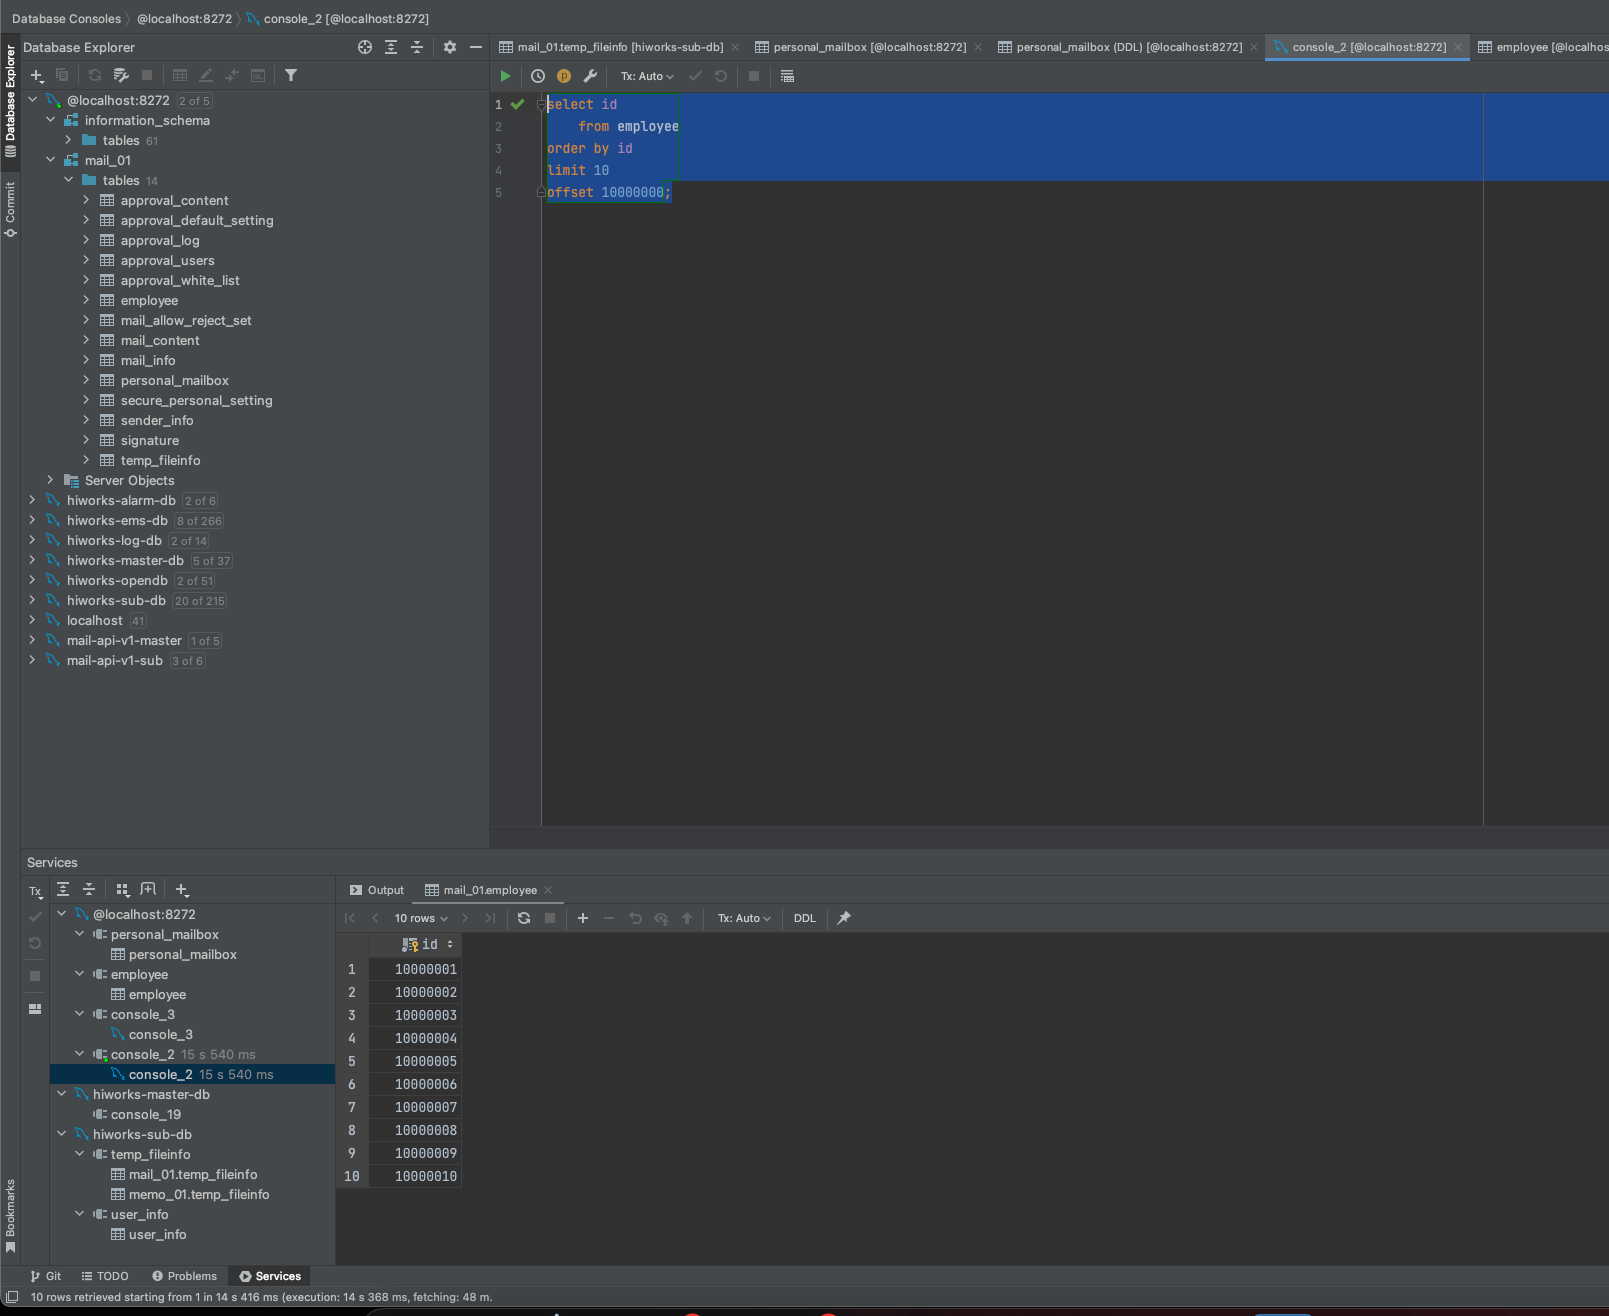 Database Consoles 〉 @localhost:8272 〉 console_2 [@localhost:8272]
Database Explorer
Database Explorer
Commit
Bookmarks
mail_01.temp_fileinfo [hiworks-sub-db]
personal_mailbox [@localhost:8272]
personal_mailbox (DDL) [@localhost:8272]
console_2 [@localhost:8272]
employee [@localhos
Tx: Auto
@localhost:8272 2 of 5
information_schema
tables 61
mail_01
tables 14
approval_content
approval_default_setting
approval_log
approval_users
approval_white_list
employee
mail_allow_reject_set
mail_content
mail_info
personal_mailbox
secure_personal_setting
sender_info
signature
temp_fileinfo
Server Objects
hiworks-alarm-db 2 of 6
hiworks-ems-db 8 of 266
hiworks-log-db 2 of 14
hiworks-master-db 5 of 37
hiworks-opendb 2 of 51
hiworks-sub-db 20 of 215
localhost 41
mail-api-v1-master 1 of 5
mail-api-v1-sub 3 of 6
1 select id
2 from employee
3 order by id
4 limit 10
5 offset 10000000;
Services
Tx
@localhost:8272
personal_mailbox
personal_mailbox
employee
employee
console_3
console_3
console_2 15 s 540 ms
console_2 15 s 540 ms
hiworks-master-db
console_19
hiworks-sub-db
temp_fileinfo
mail_01.temp_fileinfo
memo_01.temp_fileinfo
user_info
user_info
Output
mail_01.employee
10 rows
Tx: Auto
DDL
id
1 10000001
2 10000002
3 10000003
4 10000004
5 10000005
6 10000006
7 10000007
8 10000008
9 10000009
10 10000010
Git
TODO
Problems
Services
10 rows retrieved starting from 1 in 14 s 416 ms (execution: 14 s 368 ms, fetching: 48 m.